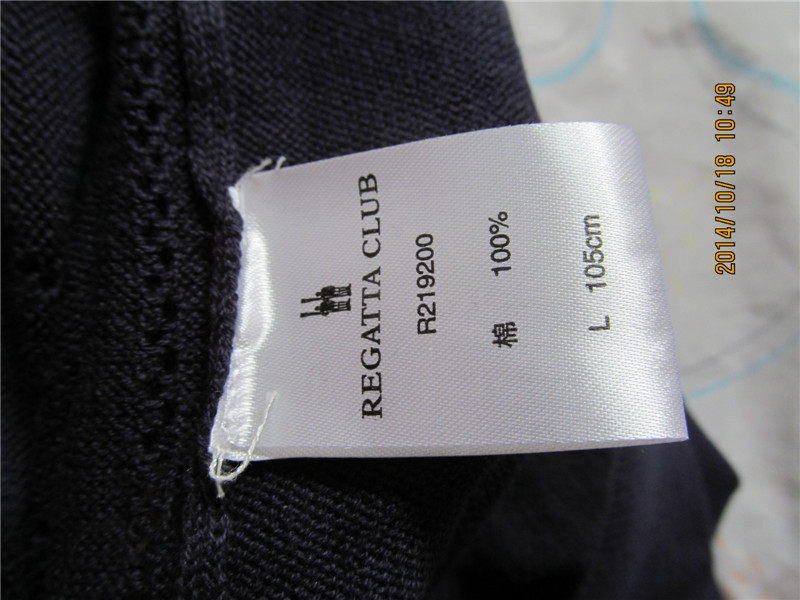 REGATTA CLUB
R219200
棉 100%
L 105cm
2014/10/18 10:49